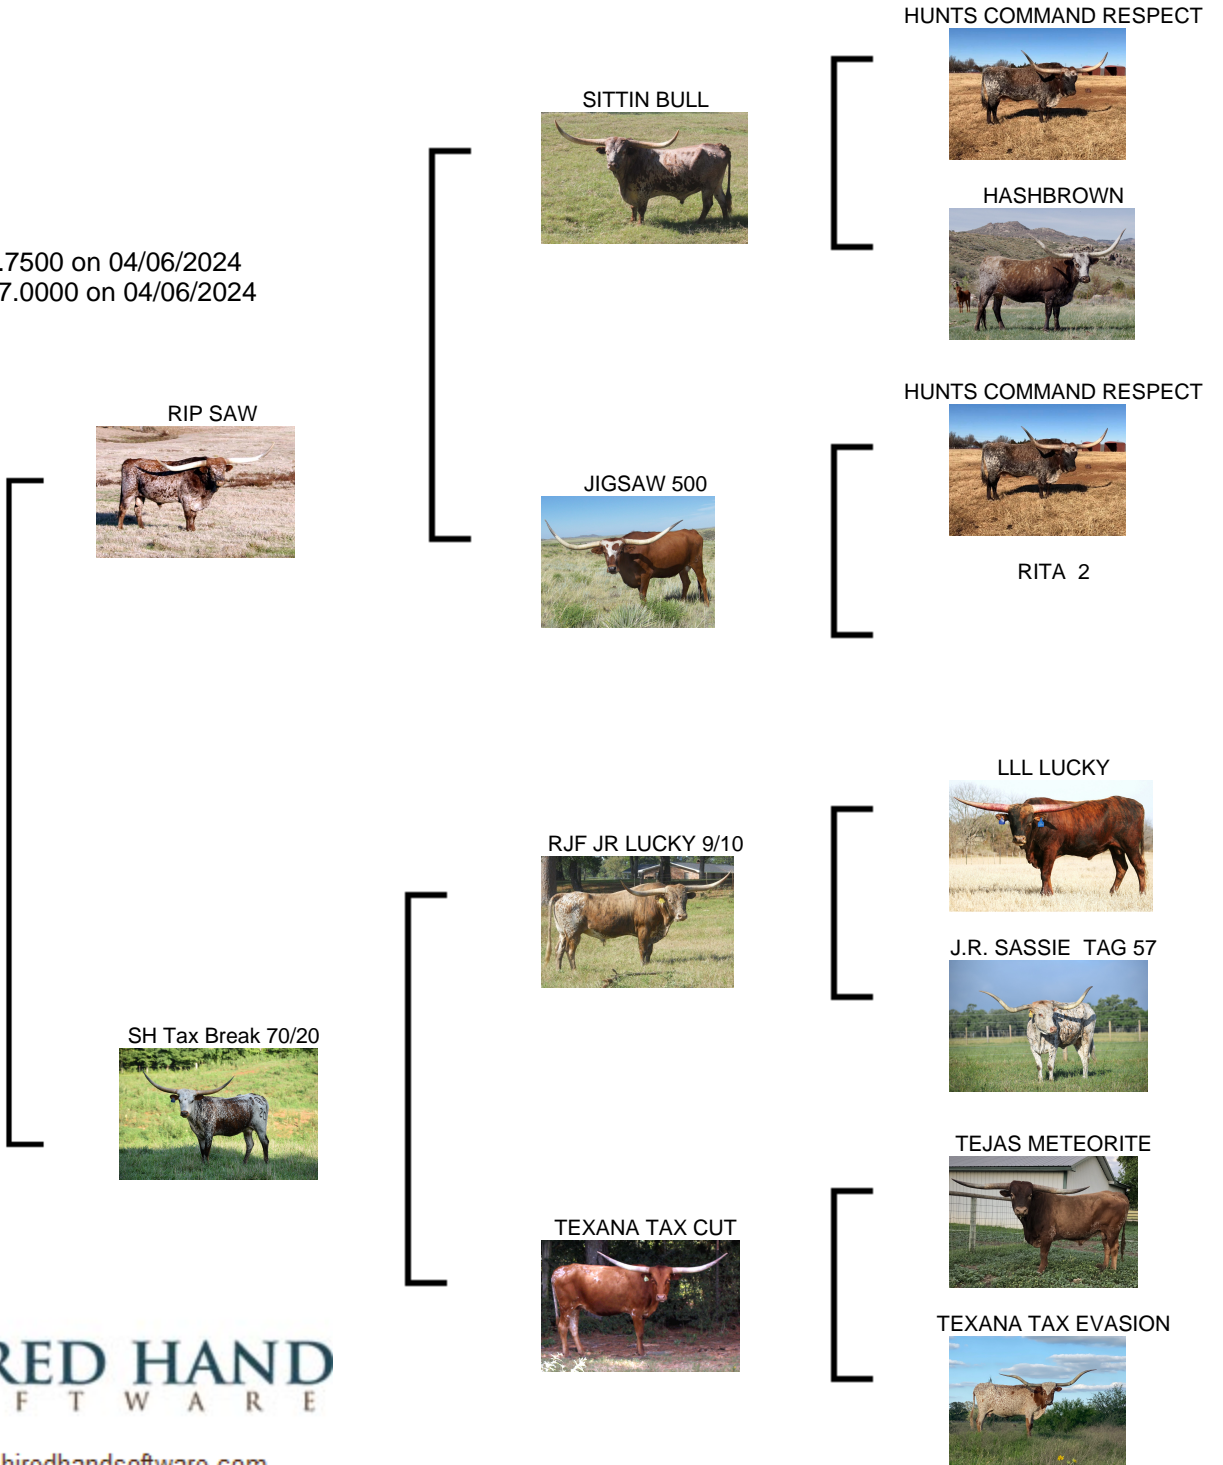 HUNTS COMMAND RESPECT
SITTIN BULL
HASHBROWN
.7500 on 04/06/2024
7.0000 on 04/06/2024
HUNTS COMMAND RESPECT
RIP SAW
JIGSAW 500
RITA 2
LLL LUCKY
RJF JR LUCKY 9/10
J.R. SASSIE TAG 57
SH Tax Break 70/20
TEJAS METEORITE
TEXANA TAX CUT
TEXANA TAX EVASION
RED HAND
F T W A R E
hiredhandsoftware.com